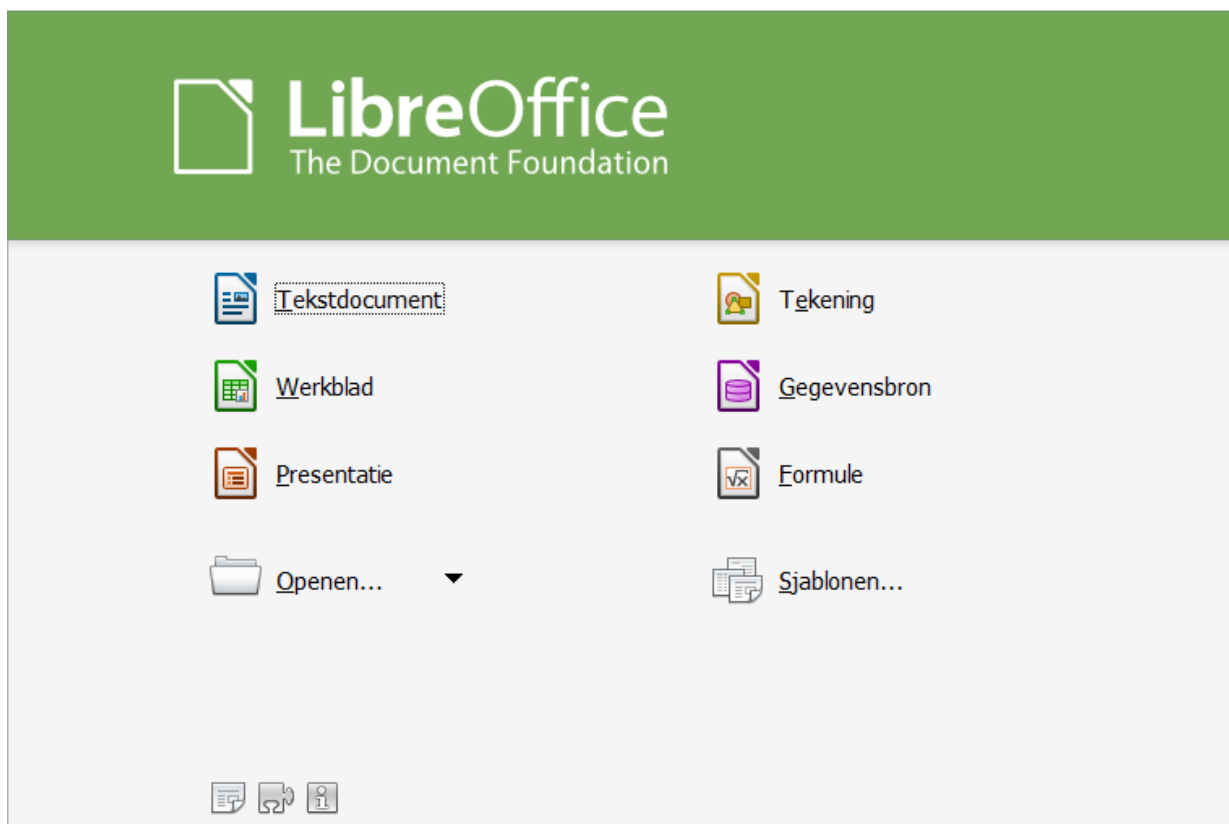 LibreOffice
The Document Foundation
Tekstdocument
Tekening
Werkblad
Gegevensbron
Presentatie
Formule
Openen...
Sjablonen...